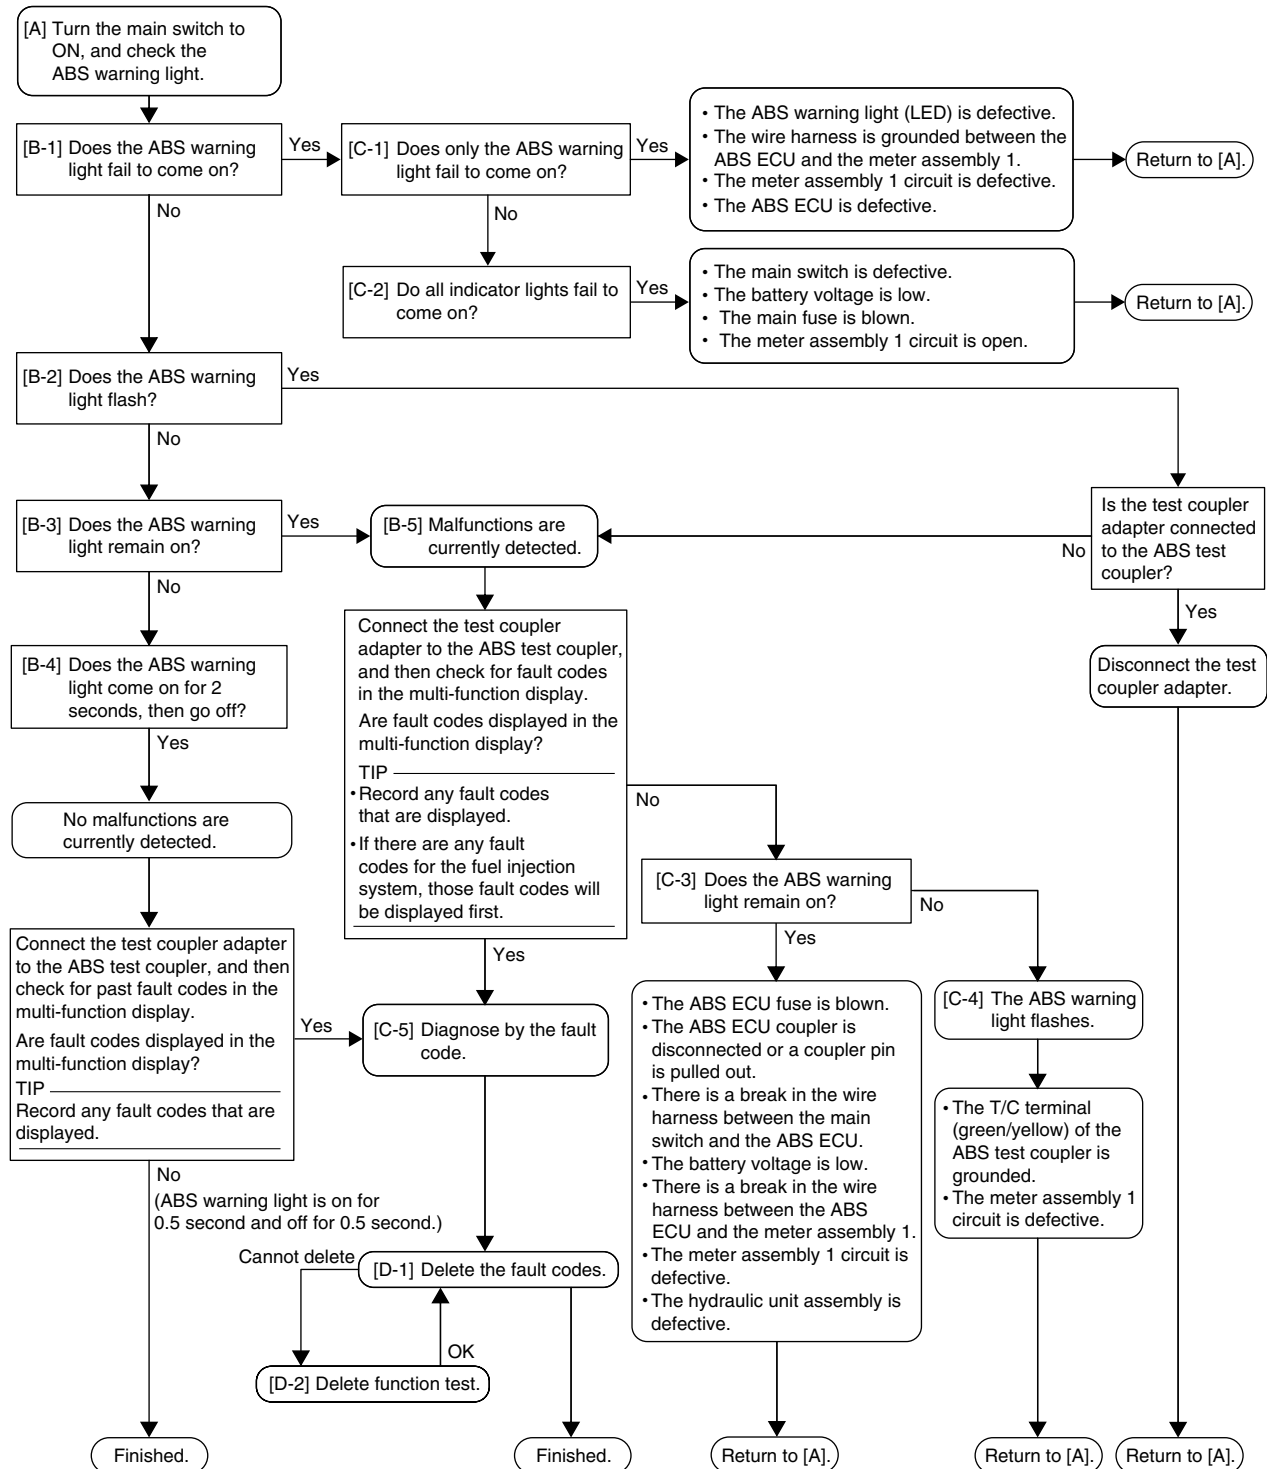 [A] Turn the main switch to
ON, and check the
ABS warning light.
[B-1] Does the ABS warning
light fail to come on?
Yes
No
[C-1] Does only the ABS warning
light fail to come on?
Yes
No
• The ABS warning light (LED) is defective.
• The wire harness is grounded between the
ABS ECU and the meter assembly 1.
• The meter assembly 1 circuit is defective.
• The ABS ECU is defective.
Return to [A].
[C-2] Do all indicator lights fail to
come on?
Yes
• The main switch is defective.
• The battery voltage is low.
• The main fuse is blown.
• The meter assembly 1 circuit is open.
Return to [A].
[B-2] Does the ABS warning
light flash?
Yes
No
[B-3] Does the ABS warning
light remain on?
Yes
No
[B-5] Malfunctions are
currently detected.
Is the test coupler
adapter connected
to the ABS test
coupler?
No
Yes
Disconnect the test
coupler adapter.
[B-4] Does the ABS warning
light come on for 2
seconds, then go off?
Yes
No malfunctions are
currently detected.
Connect the test coupler
adapter to the ABS test coupler,
and then check for fault codes
in the multi-function display.
Are fault codes displayed in the
multi-function display?
TIP
• Record any fault codes
that are displayed.
• If there are any fault
codes for the fuel injection
system, those fault codes will
be displayed first.
No
Yes
[C-3] Does the ABS warning
light remain on?
No
Yes
Connect the test coupler adapter
to the ABS test coupler, and then
check for past fault codes in the
multi-function display.
Are fault codes displayed in the
multi-function display?
TIP
Record any fault codes that are
displayed.
Yes
No
(ABS warning light is on for
0.5 second and off for 0.5 second.)
[C-5] Diagnose by the fault
code.
• The ABS ECU fuse is blown.
• The ABS ECU coupler is
disconnected or a coupler pin
is pulled out.
• There is a break in the wire
harness between the main
switch and the ABS ECU.
• The battery voltage is low.
• There is a break in the wire
harness between the ABS
ECU and the meter assembly 1.
• The meter assembly 1 circuit is
defective.
• The hydraulic unit assembly is
defective.
[C-4] The ABS warning
light flashes.
• The T/C terminal
(green/yellow) of the
ABS test coupler is
grounded.
• The meter assembly 1
circuit is defective.
Cannot delete
[D-1] Delete the fault codes.
OK
[D-2] Delete function test.
Finished.
Finished.
Return to [A].
Return to [A].
Return to [A].